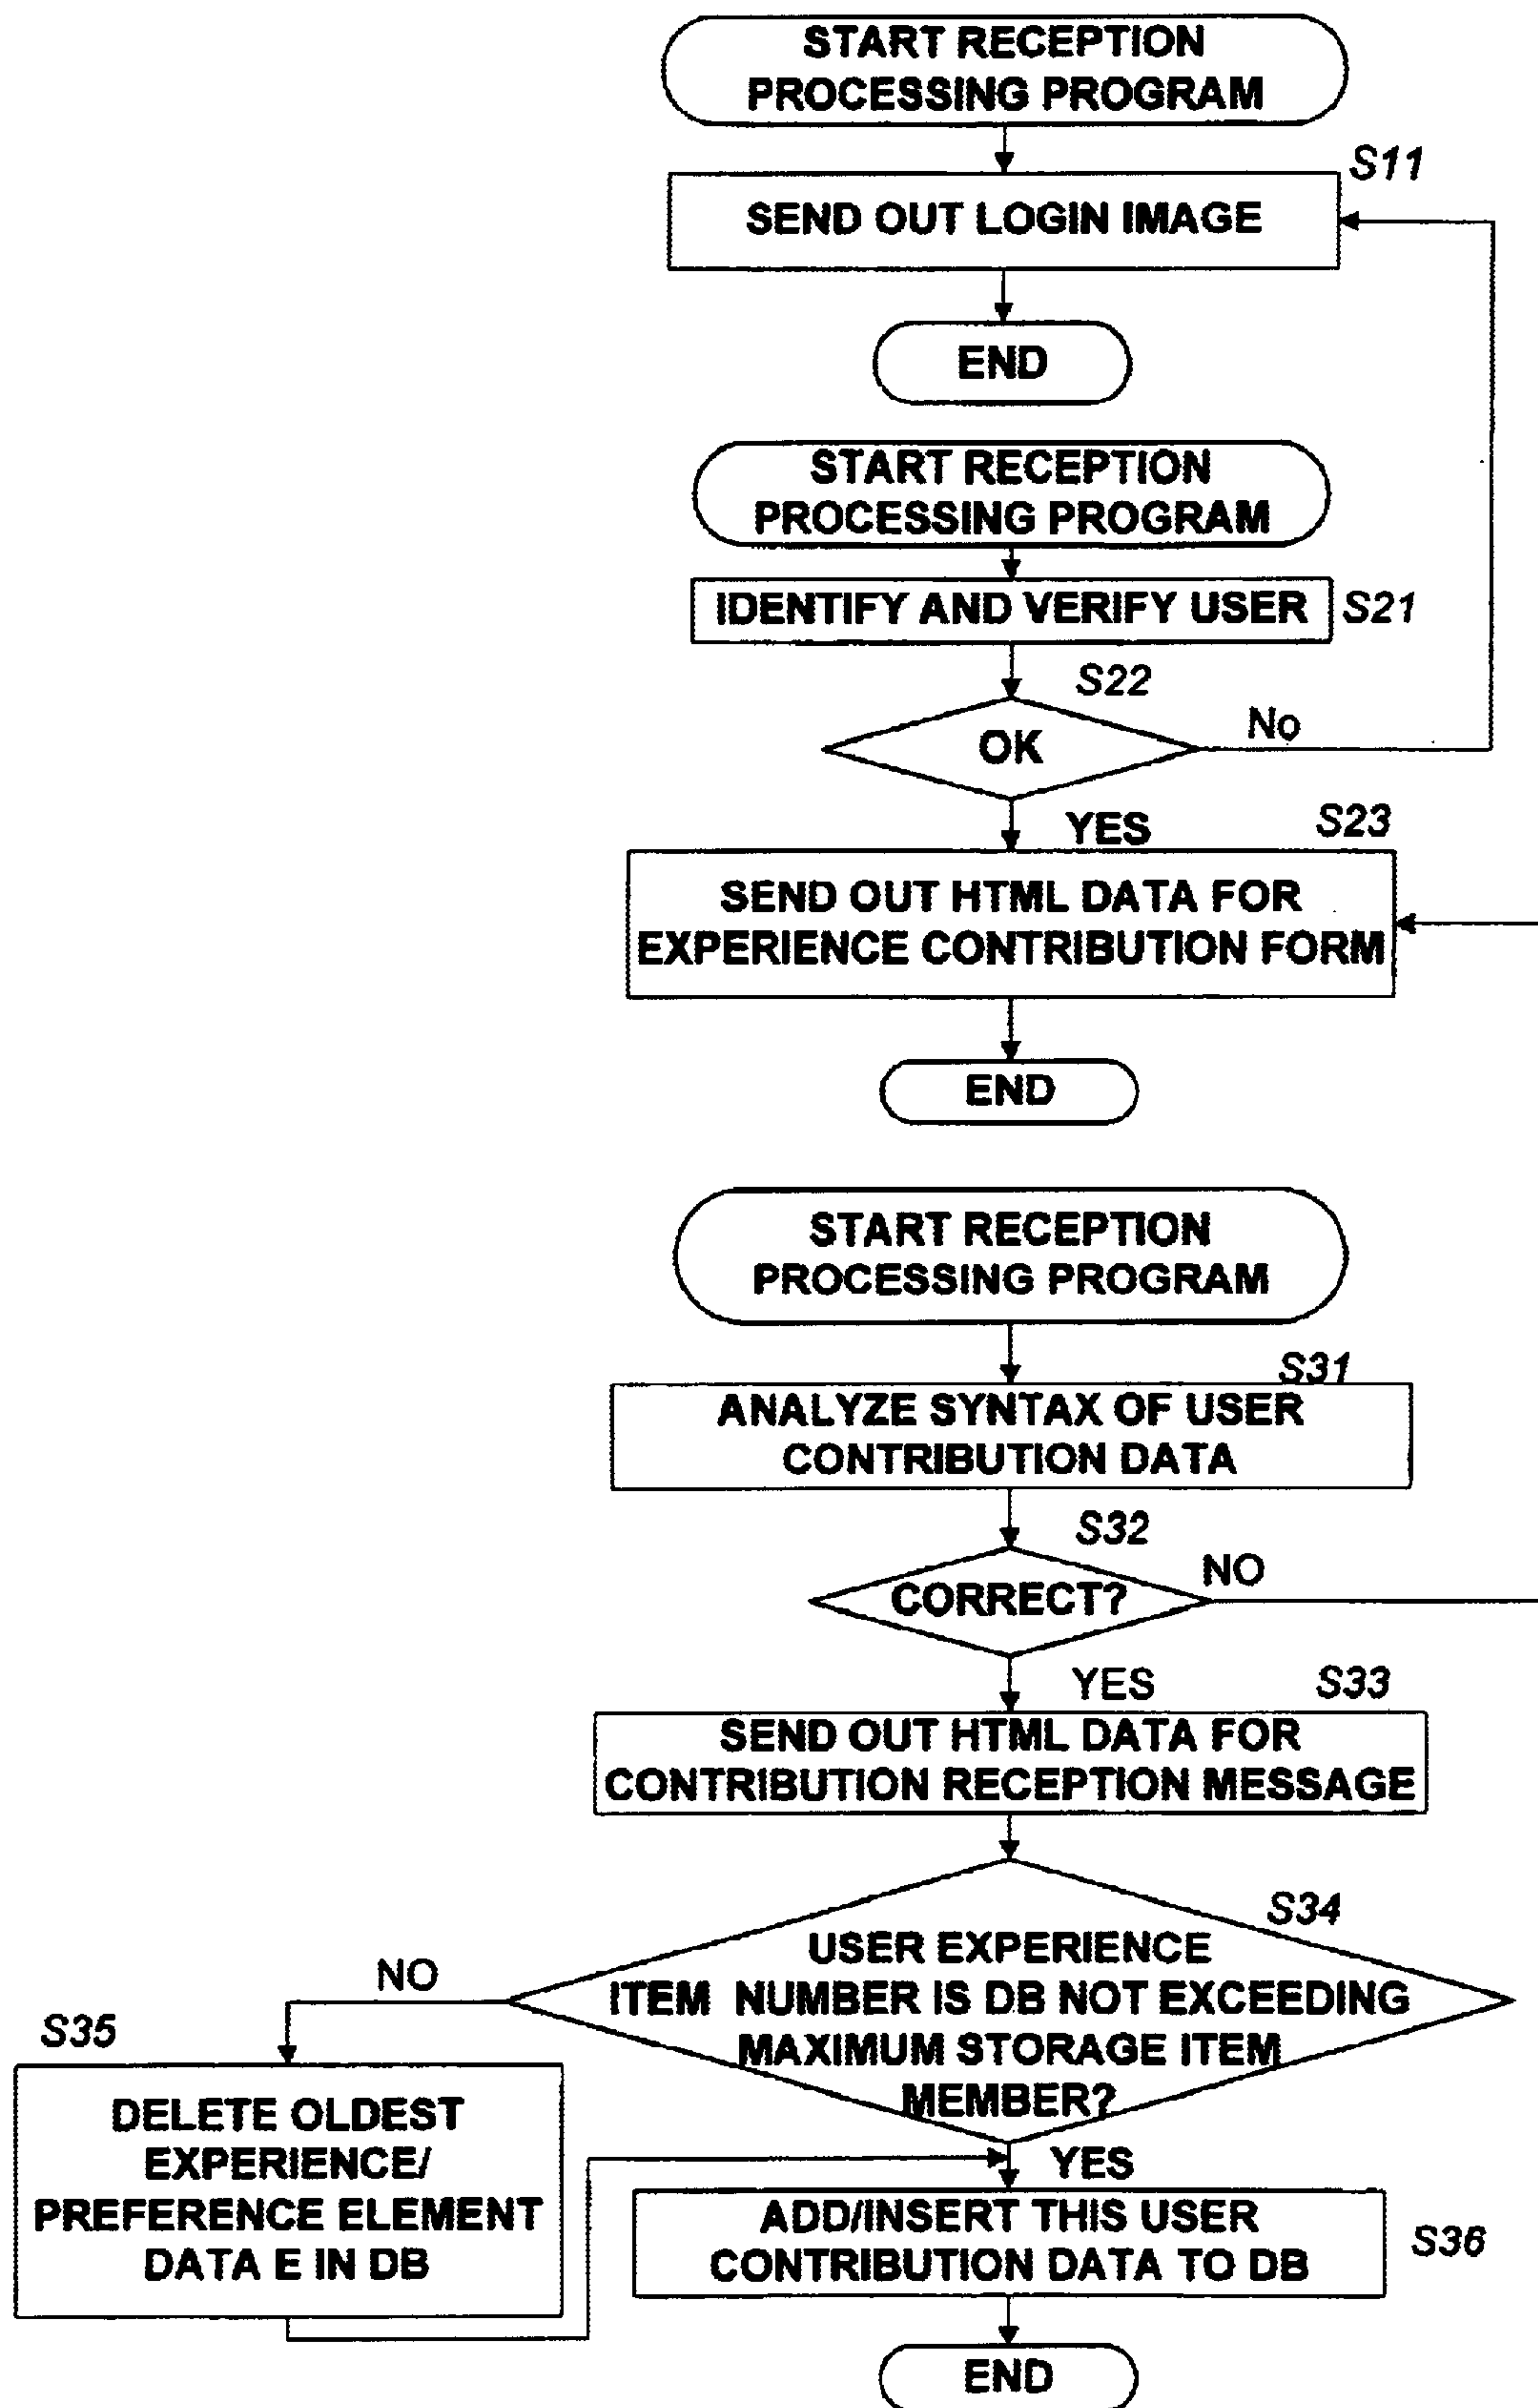 START RECEPTION
PROCESSING PROGRAM
S11
SEND OUT LOGIN IMAGE
END
START RECEPTION
PROCESSING PROGRAM
IDENTIFY AND VERIFY USER
S21
S22
OK
No
YES
S23
SEND OUT HTML DATA FOR
EXPERIENCE CONTRIBUTION FORM
END
START RECEPTION
PROCESSING PROGRAM
S31
ANALYZE SYNTAX OF USER
CONTRIBUTION DATA
S32
CORRECT?
NO
YES
S33
SEND OUT HTML DATA FOR
CONTRIBUTION RECEPTION MESSAGE
S34
USER EXPERIENCE
ITEM NUMBER IS DB NOT EXCEEDING
MAXIMUM STORAGE ITEM
MEMBER?
NO
S35
DELETE OLDEST
EXPERIENCE/
PREFERENCE ELEMENT
DATA E IN DB
YES
ADD/INSERT THIS USER
CONTRIBUTION DATA TO DB
S36
END